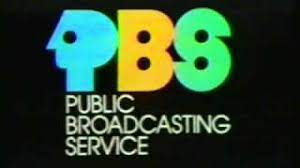 PBS
PUBLIC
BROADCASTING
SERVICE